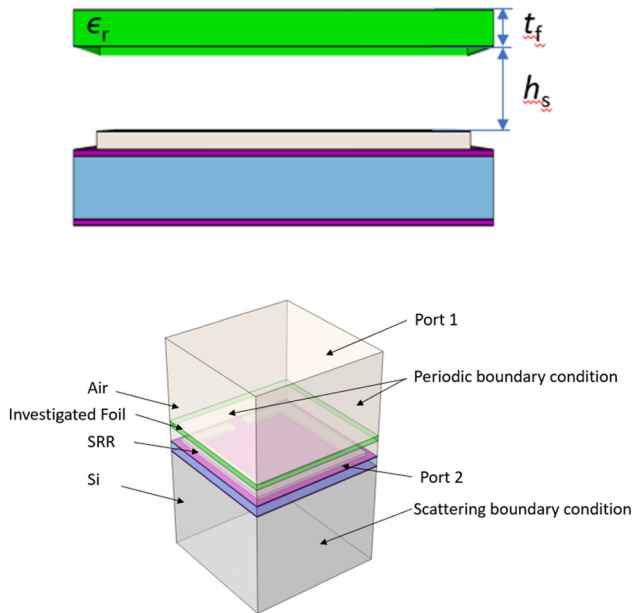 ϵr
tf
hs
Port 1
Periodic boundary condition
Air
Investigated Foil
SRR
Port 2
Si
Scattering boundary condition